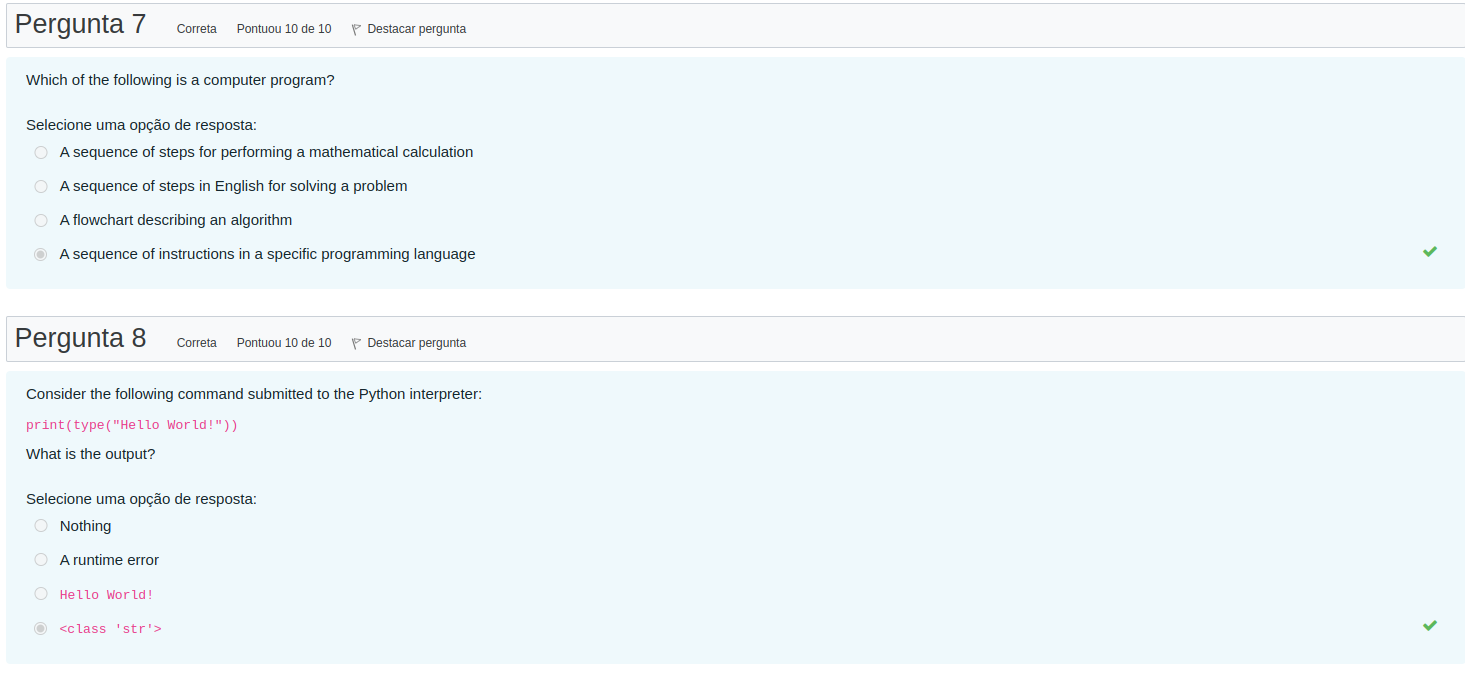 Pergunta 7 Correta Pontuou 10 de 10 Destacar pergunta
Which of the following is a computer program?
Selecione uma opção de resposta:
A sequence of steps for performing a mathematical calculation
A sequence of steps in English for solving a problem
A flowchart describing an algorithm
A sequence of instructions in a specific programming language
Pergunta 8 Correta Pontuou 10 de 10 Destacar pergunta
Consider the following command submitted to the Python interpreter:
print(type("Hello World!"))
What is the output?
Selecione uma opção de resposta:
Nothing
A runtime error
Hello World!
<class 'str'>